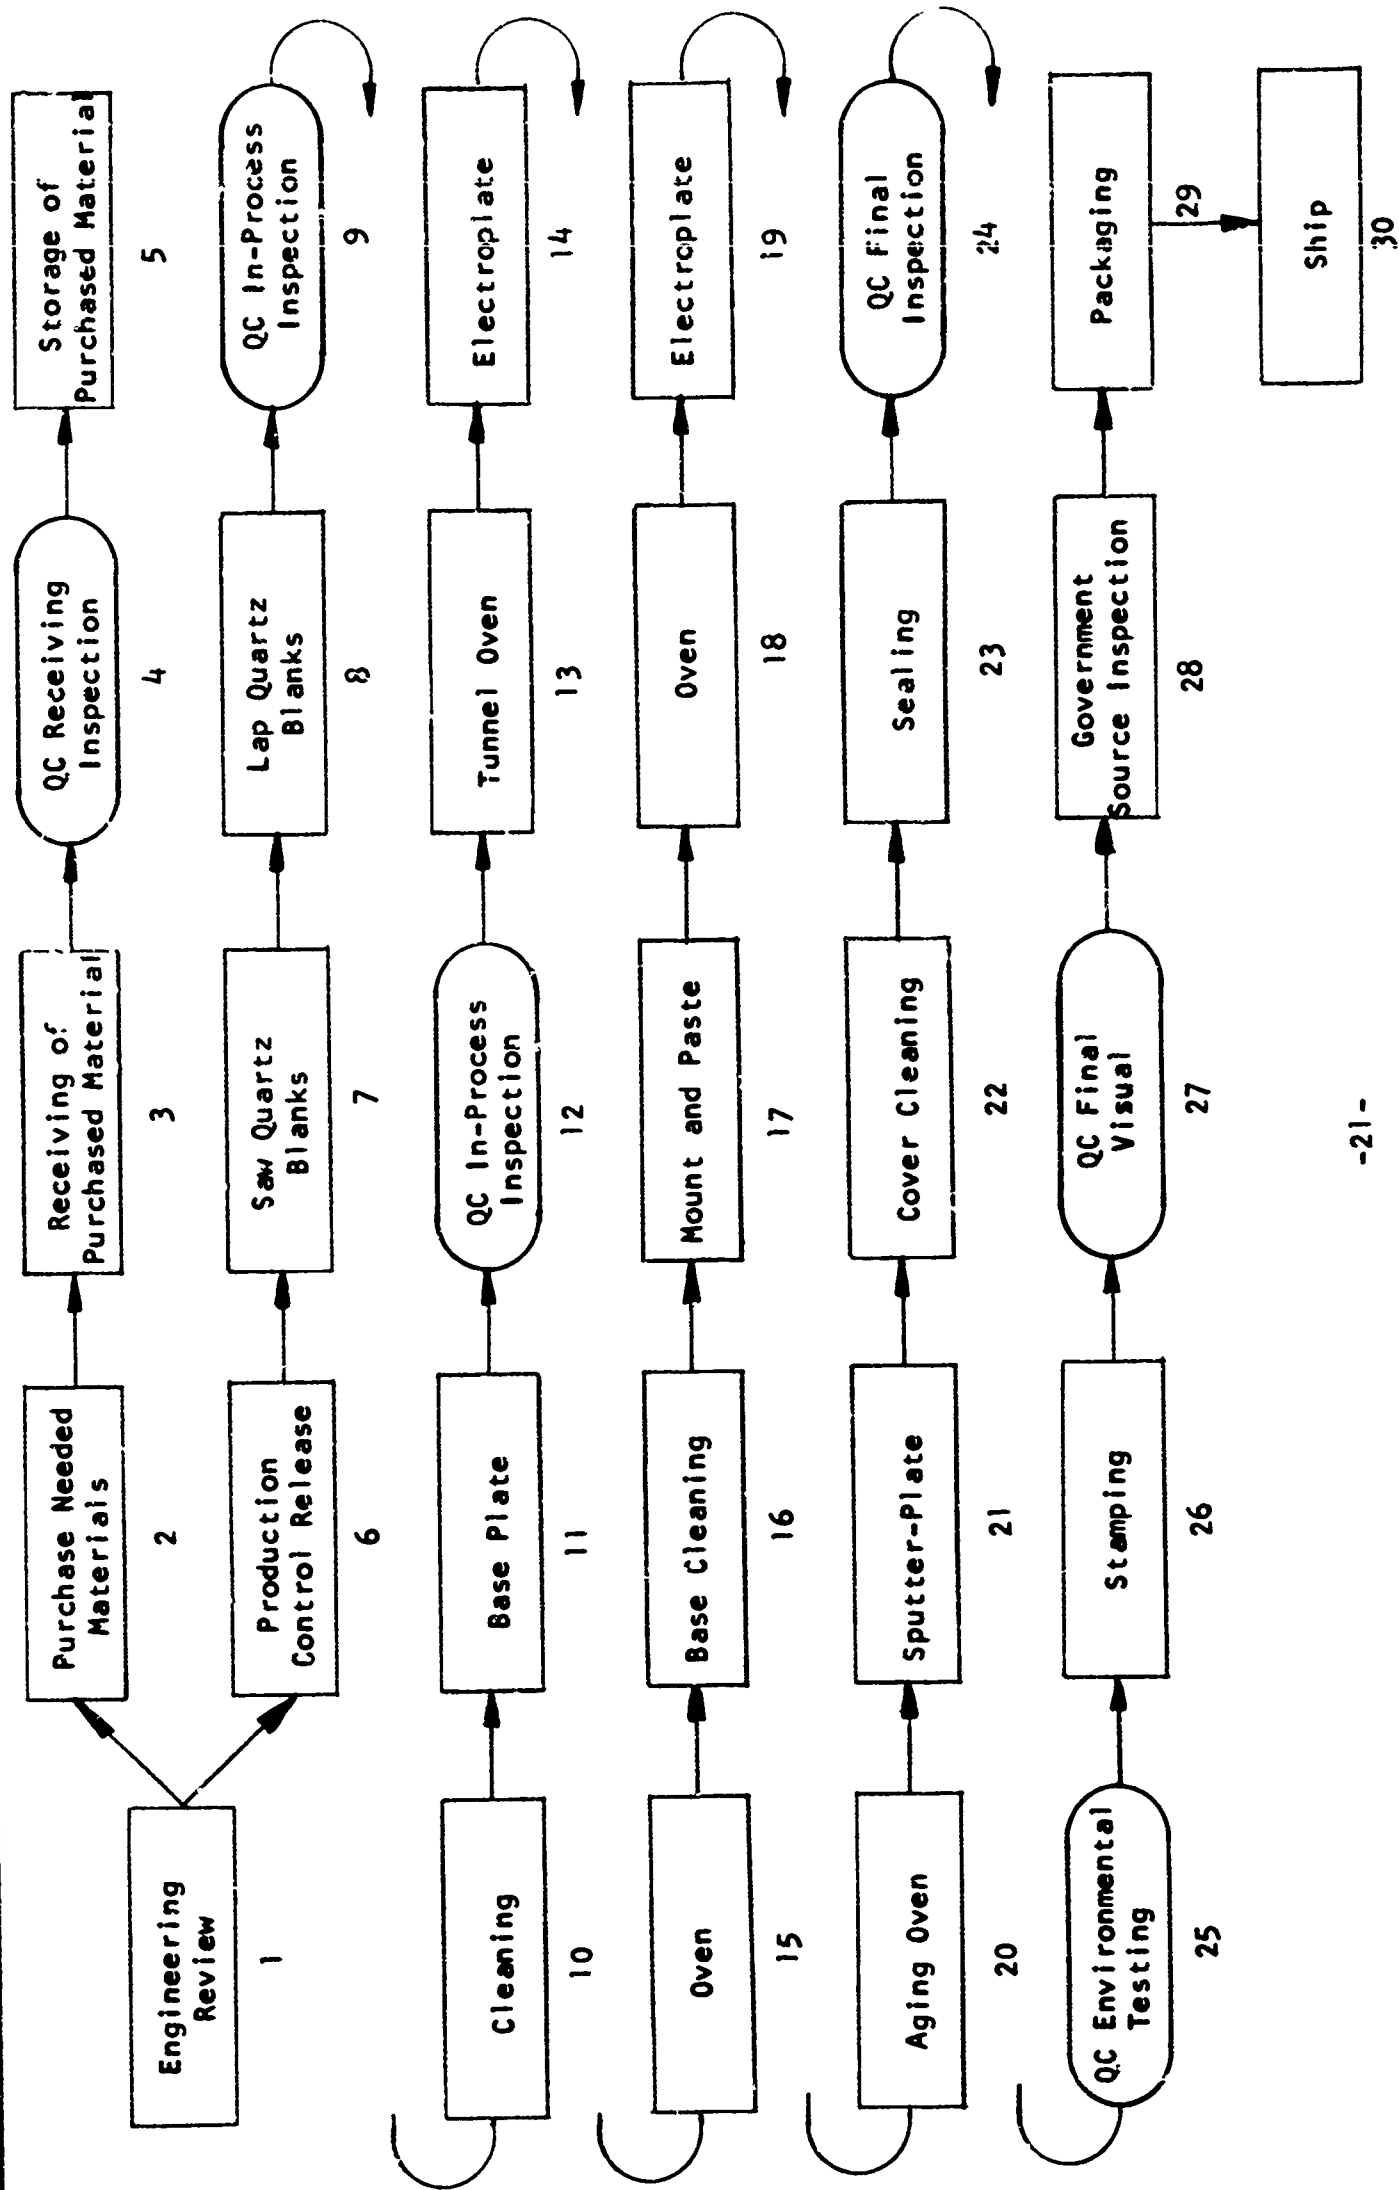 Engineering
Review
1
Purchase Needed
Materials
2
Receiving of
Purchased Material
3
QC Receiving
Inspection
4
Storage of
Purchased Material
5
Production
Control Release
6
Saw Quartz
Blanks
7
Lap Quartz
Blanks
8
QC In-Process
Inspection
9
Cleaning
10
Base Plate
11
QC In-Process
Inspection
12
Tunnel Oven
13
Electroplate
14
Oven
15
Base Cleaning
16
Mount and Paste
17
Oven
18
Electroplate
19
Aging Oven
20
Sputter-Plate
21
Cover Cleaning
22
Sealing
23
QC Final
Inspection
24
QC Environmental
Testing
25
Stamping
26
QC Final
Visual
27
Government
Source Inspection
28
Packaging
29
Ship
30
-21-